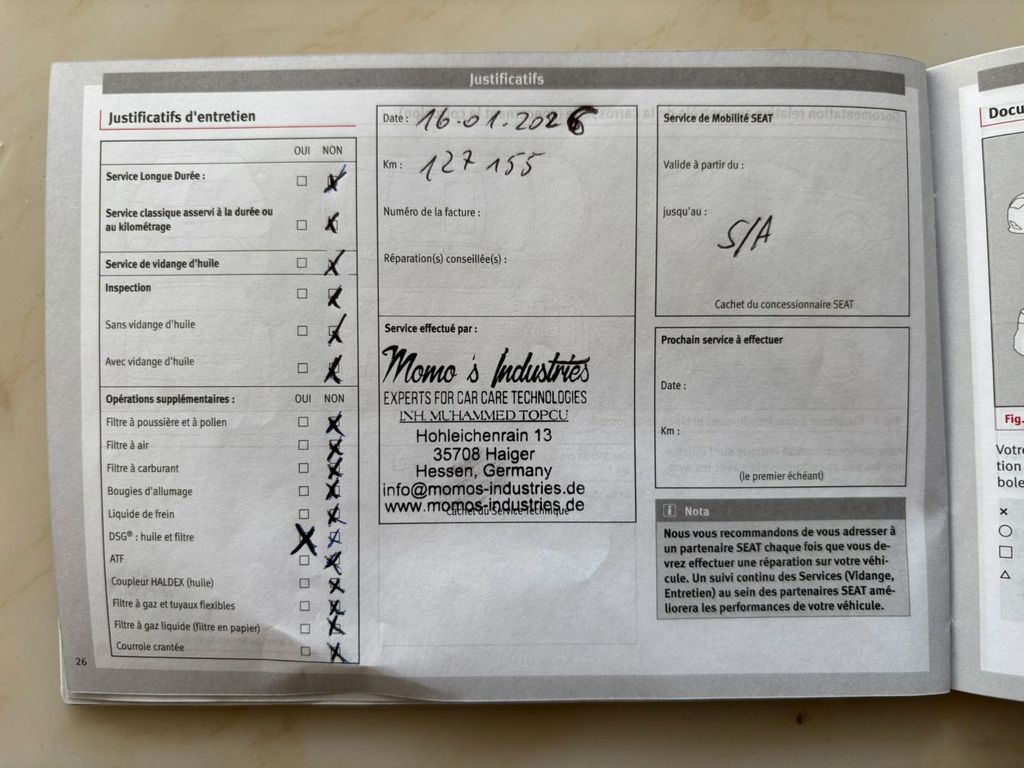 Justificatifs
Justificatifs d'entretien
OUI NON
Service Longue Durée :
Service classique asservi à la durée ou
au kilométrage
Service de vidange d'huile
Inspection
Sans vidange d'huile
Avec vidange d'huile
Opérations supplémentaires : OUI NON
Filtre à poussière et à pollen
Filtre à air
Filtre à carburant
Bougies d'allumage
Liquide de frein
DSG® : huile et filtre
ATF
Coupleur HALDEX (huile)
Filtre à gaz et tuyaux flexibles
Filtre à gaz liquide (filtre en papier)
Courroie crantée
26
Date : 16.01.2026
Km : 127 155
Numéro de la facture :
Réparation(s) conseillée(s) :
Service effectué par :
Momo's Industries
EXPERTS FOR CAR CARE TECHNOLOGIES
INH. MUHAMMED TOPCU
Hohleichenrain 13
35708 Haiger
Hessen, Germany
info@momos-industries.de
www.momos-industries.de
Cachet du Service Technique
Service de Mobilité SEAT
Valide à partir du :
jusqu'au :
S/A
Cachet du concessionnaire SEAT
Prochain service à effectuer
Date :
Km :
(le premier échéant)
i Nota
Nous vous recommandons de vous adresser à
un partenaire SEAT chaque fois que vous de-
vrez effectuer une réparation sur votre véhi-
cule. Un suivi continu des Services (Vidange,
Entretien) au sein des partenaires SEAT amé-
liorera les performances de votre véhicule.
Docu
Fig.
Votre
tion
bole